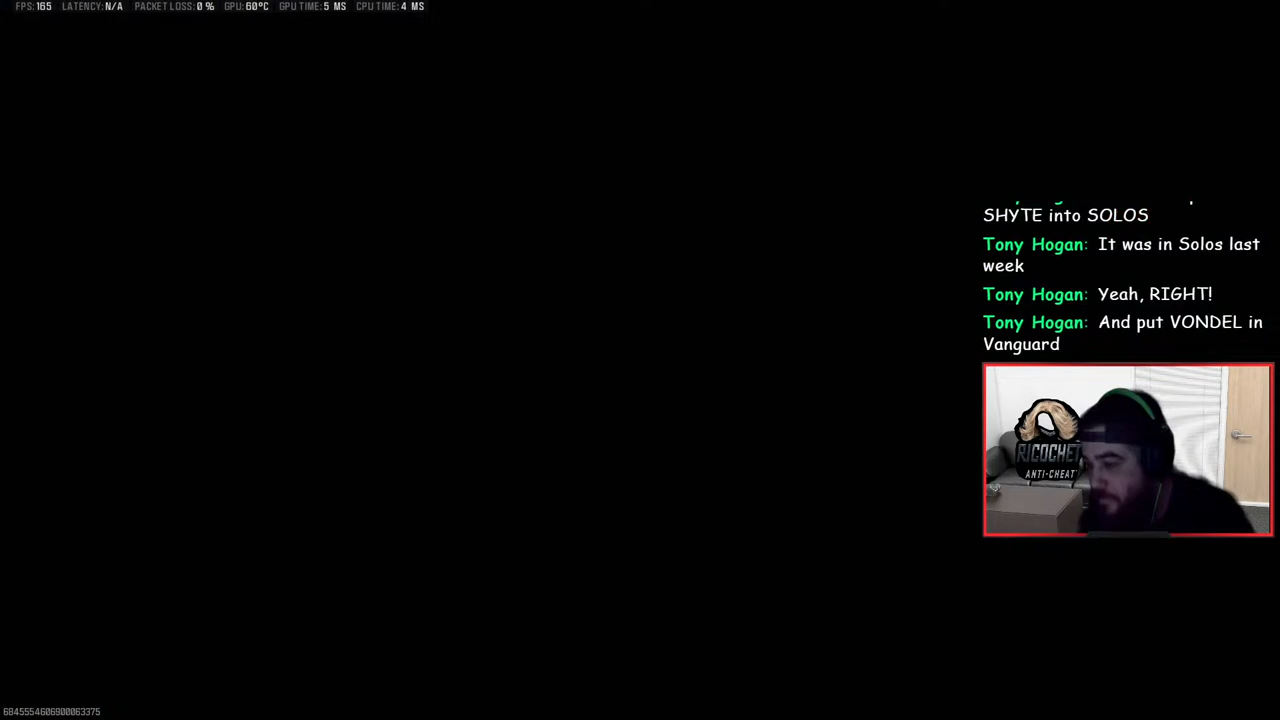 FPS:165 LATENCY:N/A PACKET LOSS:0 % GPU:60°C GPU TIME:5 MS CPU TIME:4 MS
SHYTE into SOLOS
Tony Hogan: It was in Solos last
week
Tony Hogan: Yeah, RIGHT!
Tony Hogan: And put VONDEL in
Vanguard
RICOCHET
ANTI-CHEAT
6845554606900063375